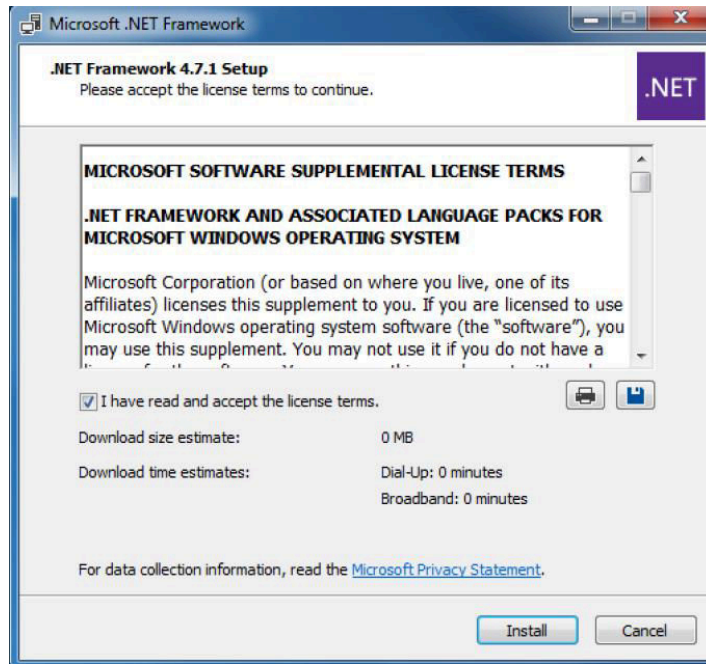 Microsoft .NET Framework
.NET Framework 4.7.1 Setup
Please accept the license terms to continue.
.NET
MICROSOFT SOFTWARE SUPPLEMENTAL LICENSE TERMS
.NET FRAMEWORK AND ASSOCIATED LANGUAGE PACKS FOR
MICROSOFT WINDOWS OPERATING SYSTEM
Microsoft Corporation (or based on where you live, one of its
affiliates) licenses this supplement to you. If you are licensed to use
Microsoft Windows operating system software (the “software”), you
may use this supplement. You may not use it if you do not have a
I have read and accept the license terms.
Download size estimate: 0 MB
Download time estimates: Dial-Up: 0 minutes
Broadband: 0 minutes
For data collection information, read the Microsoft Privacy Statement.
Install Cancel